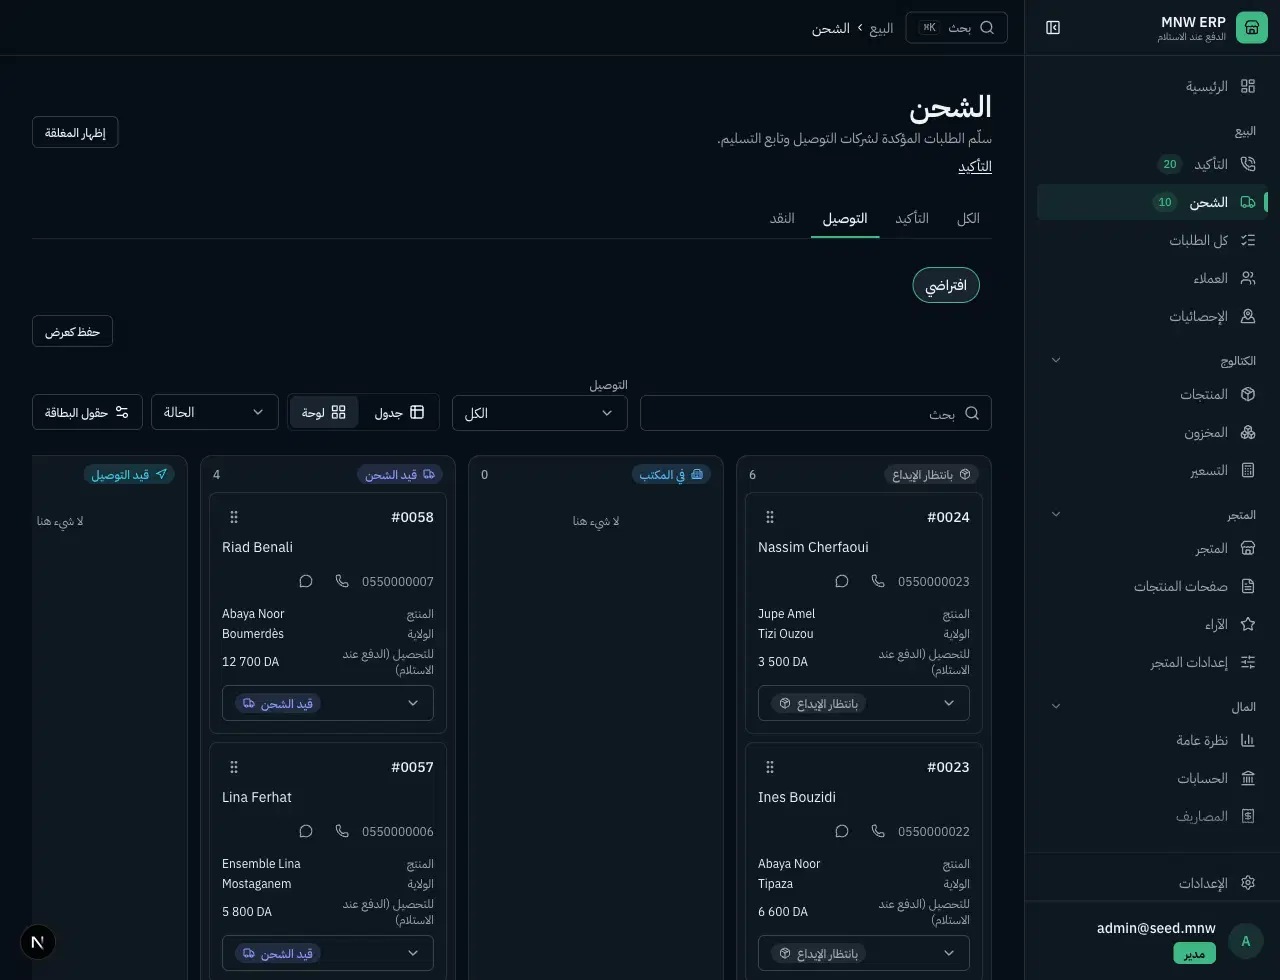 MNW ERP
الدفع عند الاستلام
الرئيسية
البيع
التأكيد 20
الشحن 10
كل الطلبات
العملاء
الإحصائيات
الكتالوج
المنتجات
المخزون
التسعير
المتجر
المتجر
صفحات المنتجات
الآراء
إعدادات المتجر
المال
نظرة عامة
الحسابات
المصاريف
الإعدادات
admin@seed.mnw
مدير
A
بحث ⌘K
البيع › الشحن
الشحن
سلّم الطلبات المؤكدة لشركات التوصيل وتابع التسليم.
التأكيد
إظهار المغلقة
الكل التأكيد التوصيل النقد
افتراضي
حفظ كعرض
التوصيل
بحث
الكل
جدول لوحة
الحالة
حقول البطاقة
بانتظار الإيداع 6
#0024
Nassim Cherfaoui
0550000023
المنتج Jupe Amel
الولاية Tizi Ouzou
للتحصيل (الدفع عند
الاستلام) 3 500 DA
بانتظار الإيداع
#0023
Ines Bouzidi
0550000022
المنتج Abaya Noor
الولاية Tipaza
للتحصيل (الدفع عند
الاستلام) 6 600 DA
بانتظار الإيداع
في المكتب 0
لا شيء هنا
قيد الشحن 4
#0058
Riad Benali
0550000007
المنتج Abaya Noor
الولاية Boumerdès
للتحصيل (الدفع عند
الاستلام) 12 700 DA
قيد الشحن
#0057
Lina Ferhat
0550000006
المنتج Ensemble Lina
الولاية Mostaganem
للتحصيل (الدفع عند
الاستلام) 5 800 DA
قيد الشحن
قيد التوصيل
لا شيء هنا
N